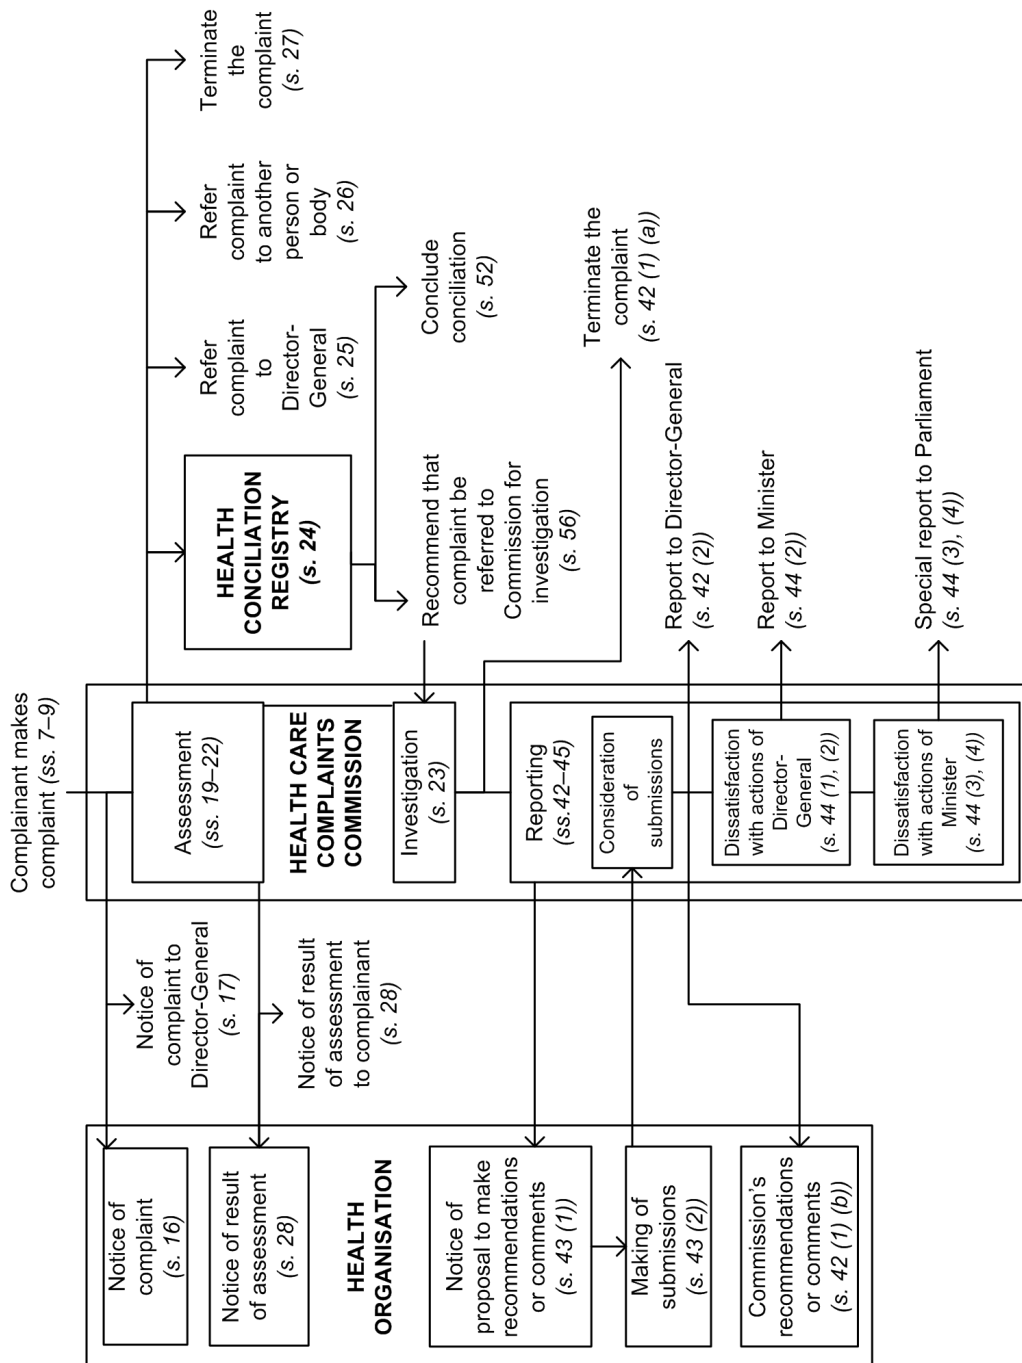 Complainant makes
complaint (ss. 7–9)
Notice of
complaint
(s. 16)
Notice of
complaint to
Director-General
(s. 17)
Assessment
(ss. 19–22)
Terminate
the
complaint
(s. 27)
Refer
complaint
to another
person or
body
(s. 26)
Refer
complaint
to
Director-
General
(s. 25)
HEALTH
CONCILIATION
REGISTRY
(s. 24)
Notice of result
of assessment
(s. 28)
Notice of result
of assessment
to complainant
(s. 28)
HEALTH CARE
COMPLAINTS
COMMISSION
HEALTH
ORGANISATION
Conclude
conciliation
(s. 52)
Recommend that
complaint be
referred to
Commission for
investigation
(s. 56)
Investigation
(s. 23)
Terminate the
complaint
(s. 42 (1) (a))
Notice of
proposal to make
recommendations
or comments
(s. 43 (1))
Reporting
(ss.42–45)
Consideration
of
submissions
Making of
submissions
(s. 43 (2))
Report to Director-General
(s. 42 (2))
Dissatisfaction
with actions of
Director-
General
(s. 44 (1), (2))
Report to Minister
(s. 44 (2))
Commission's
recommendations
or comments
(s. 42 (1) (b))
Dissatisfaction
with actions of
Minister
(s. 44 (3), (4))
Special report to Parliament
(s. 44 (3), (4))